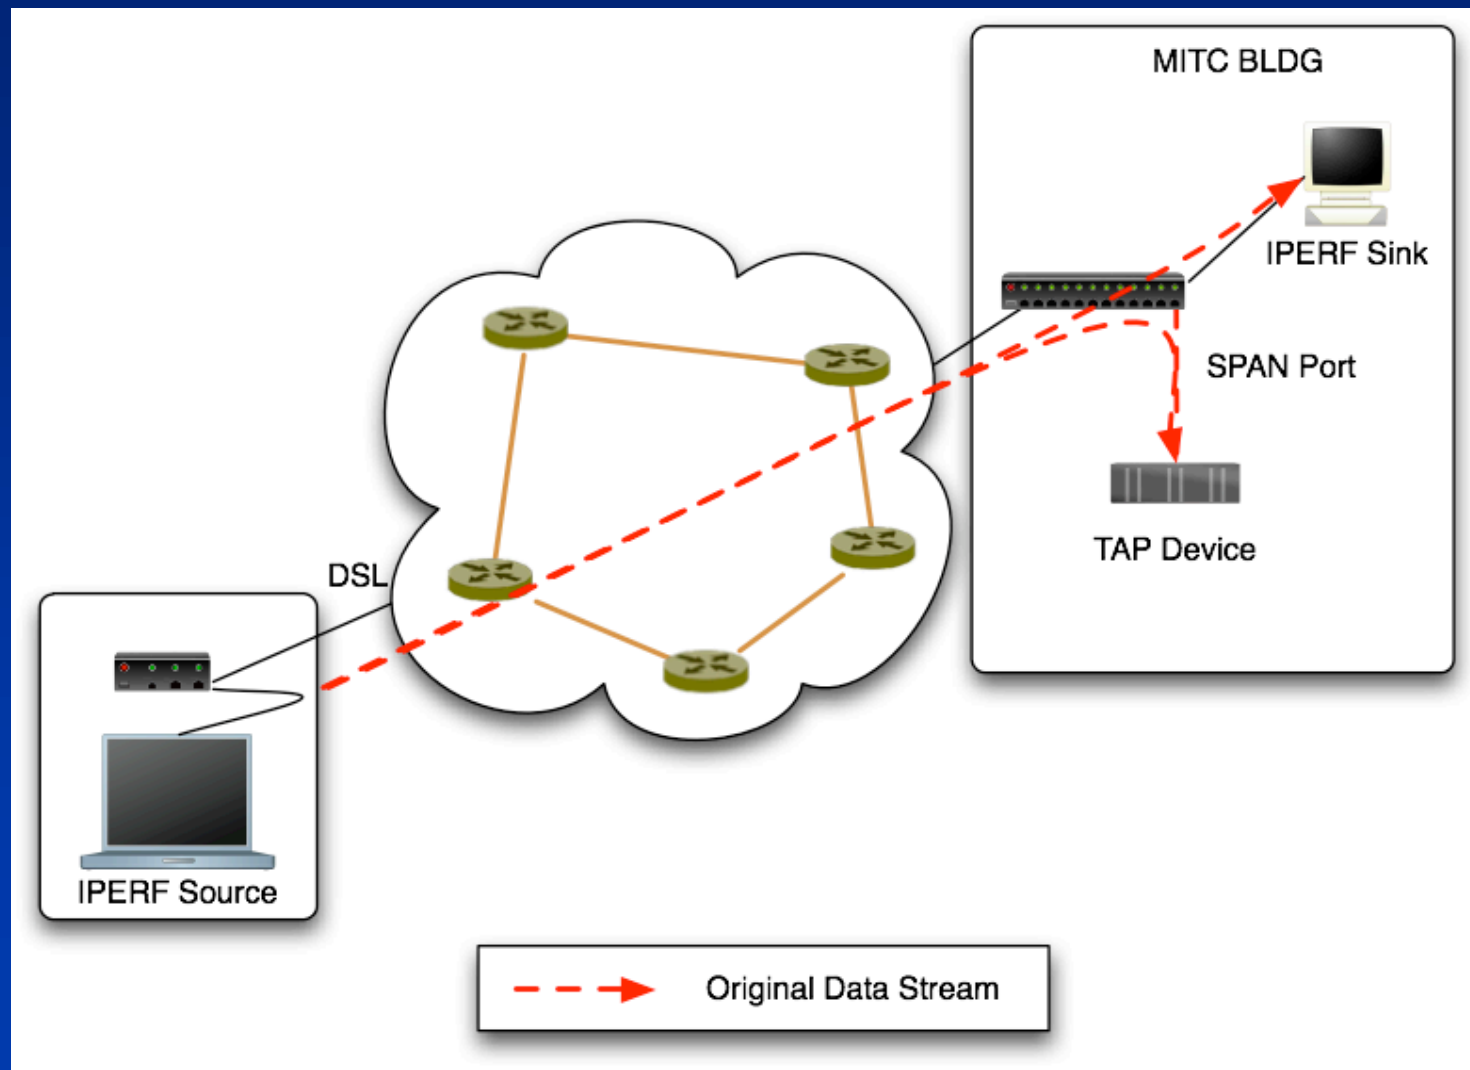 MITC BLDG
IPERF Sink
SPAN Port
TAP Device
DSL
IPERF Source
Original Data Stream